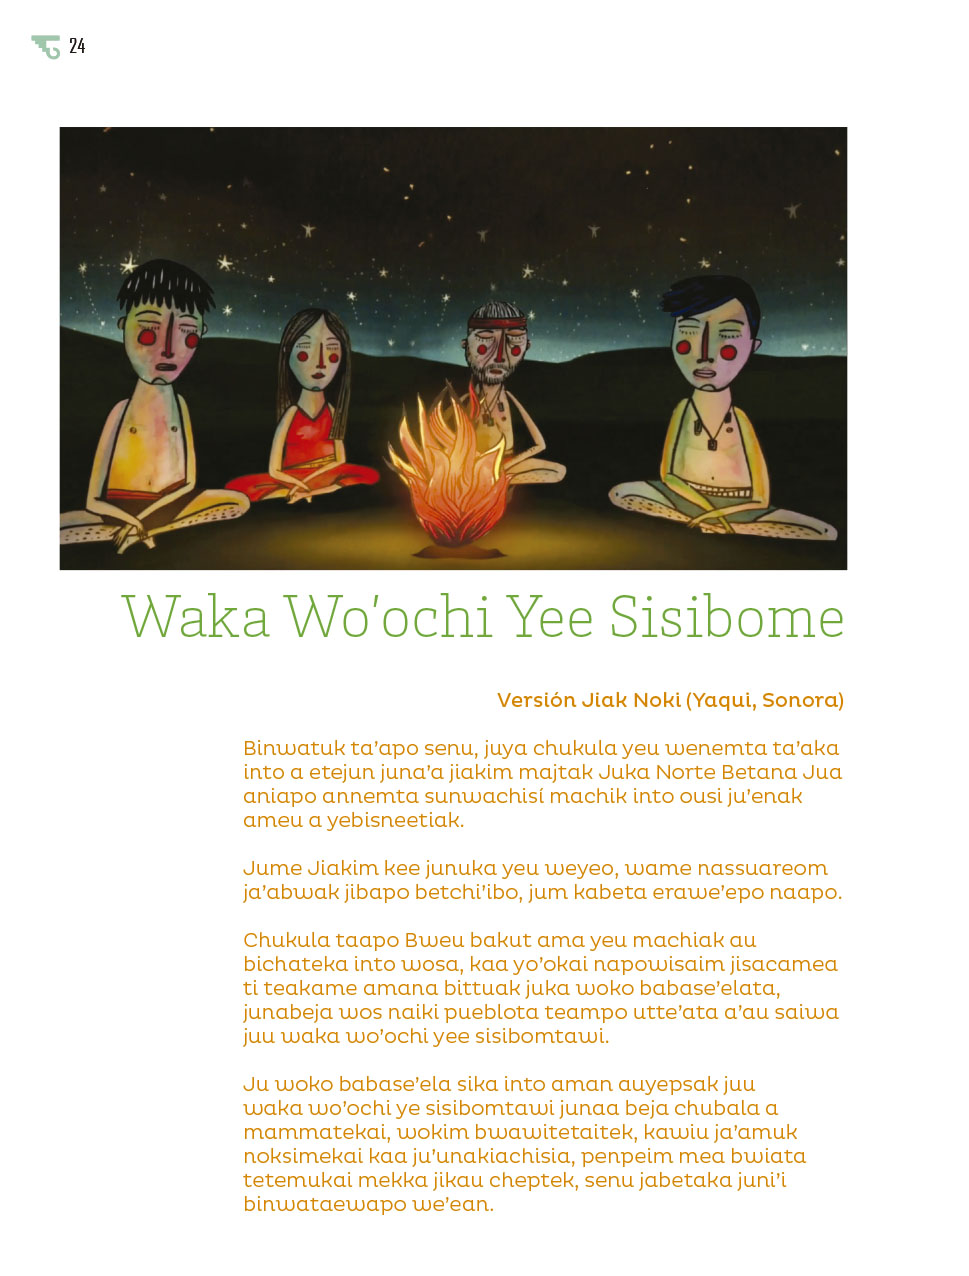 24
Waka Wo'ochi Yee Sisibome
Versión Jiak Noki (Yaqui, Sonora)
Binwatuk ta’apo senu, juya chukula yeu wenemta ta’aka
into a etejun juna’a jiakim majtak Juka Norte Betana Jua
aniapo annemta sunwachisí machik into ousi ju’enak
ameu a yebisneetiak.
Jume Jiakim kee junuka yeu weyeo, wame nassuareom
ja’abwak jibapo betchi’ibo, jum kabeta erawe’epo naapo.
Chukula taapo Bweu bakut ama yeu machiak au
bichateka into wosa, kaa yo’okai napowisaim jisacamea
ti teakame amana bittuak juka woko babase’elata,
junabeja wos naiki pueblota teampo utte’ata a’au saiwa
juu waka wo’ochi yee sisibomtawi.
Ju woko babase’ela sika into aman auyepsak juu
waka wo’ochi ye sisibomtawi junaa beja chubala a
mammatekai, wokim bwawitetaitek, kawiu ja’amuk
noksimekai kaa ju’unakiachisia, penpeim mea bwiata
tetemukai mekka jikau cheptek, senu jabetaka juni’i
binwataewapo we’ean.